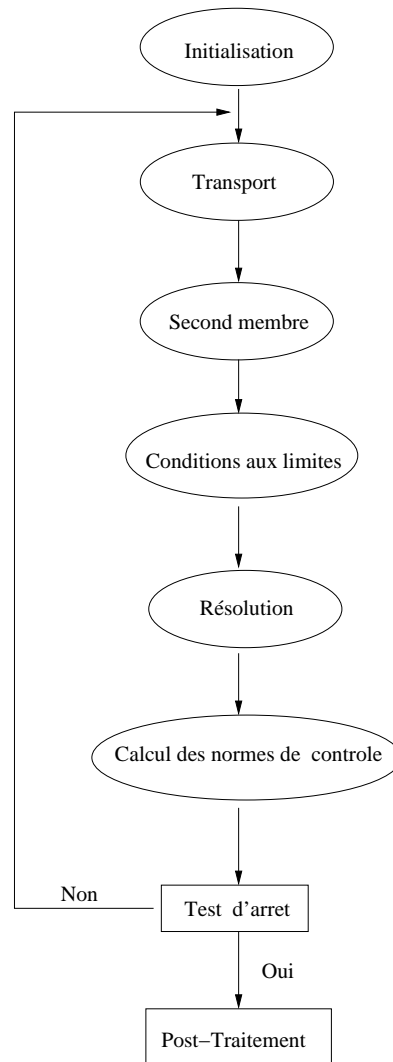 Initialisation
Transport
Second membre
Conditions aux limites
Résolution
Calcul des normes de controle
Non
Test d'arret
Oui
Post-Traitement